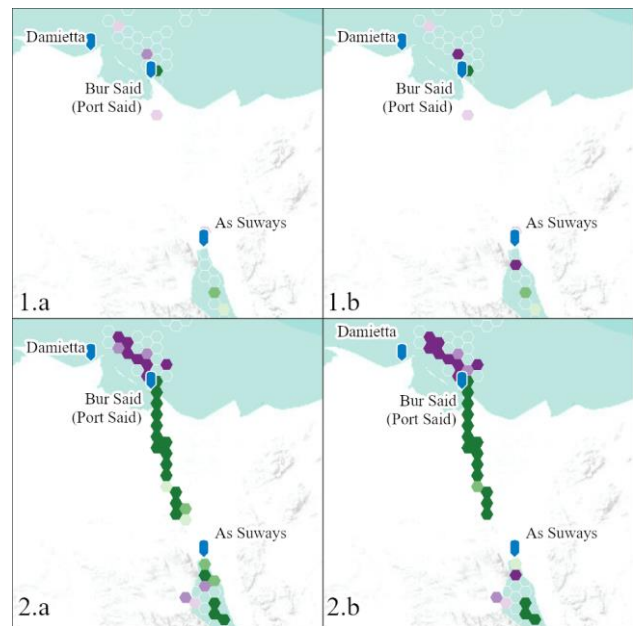 Damietta
Bur Said
(Port Said)
As Suways
1.a
Damietta
Bur Said
(Port Said)
As Suways
1.b
Damietta
Bur Said
(Port Said)
As Suways
2.a
Damietta
Bur Said
(Port Said)
As Suways
2.b